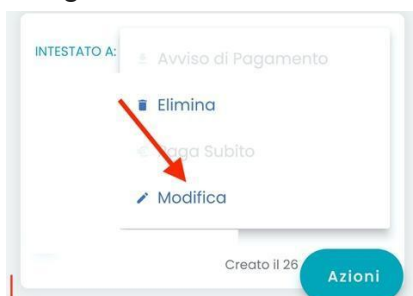 INTESTATO A:
Avviso di Pagamento
Elimina
Paga Subito
Modifica
Creato il 26
Azioni